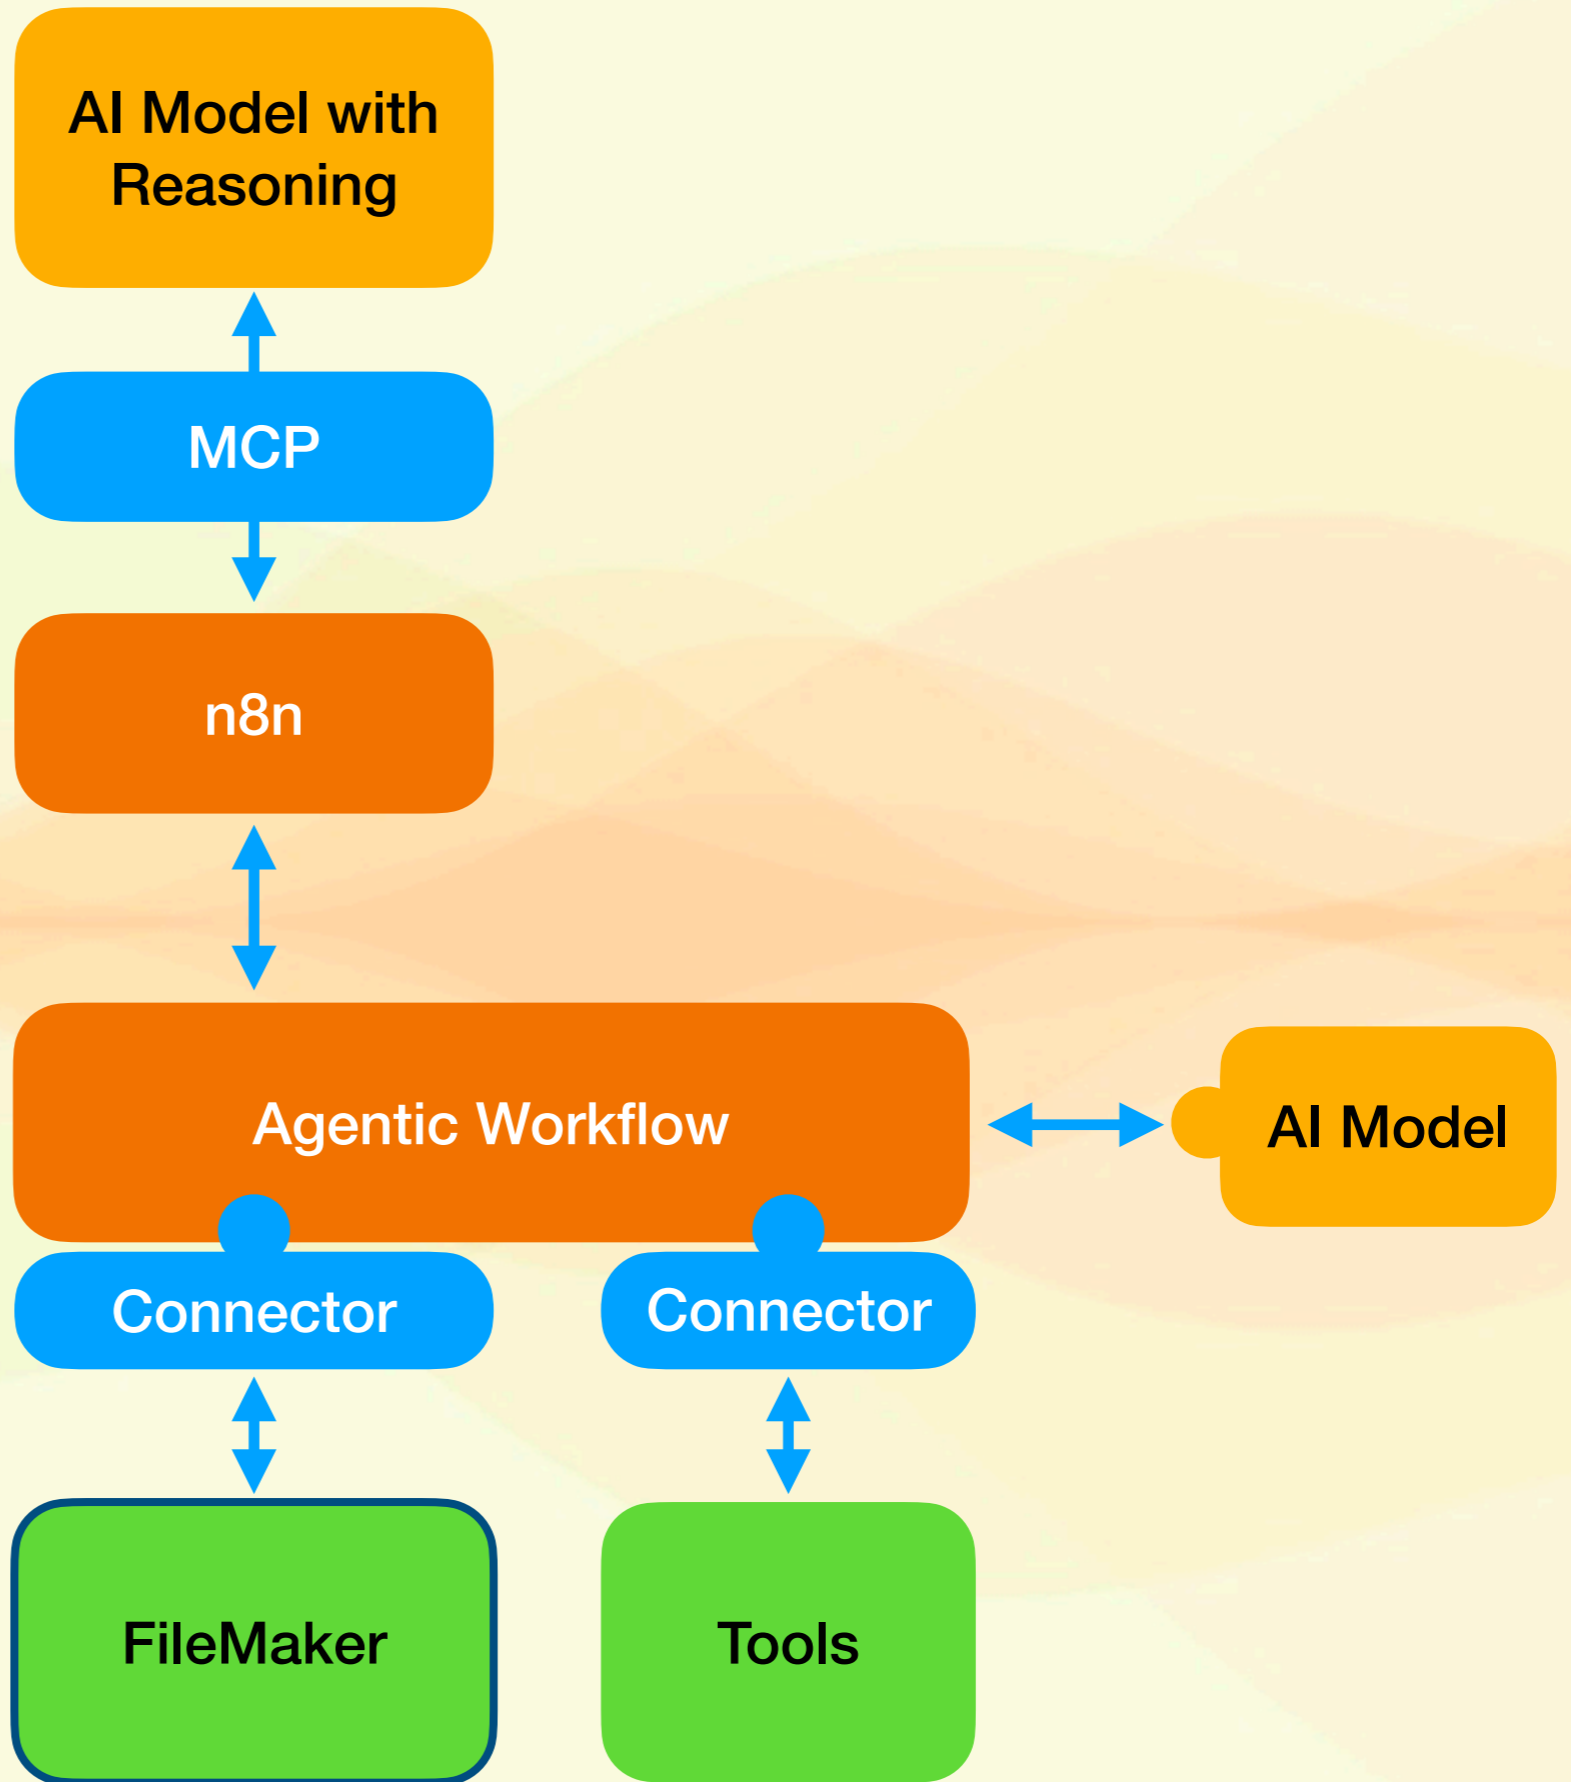 AI Model with
Reasoning
MCP
n8n
Agentic Workflow
AI Model
Connector
Connector
FileMaker
Tools